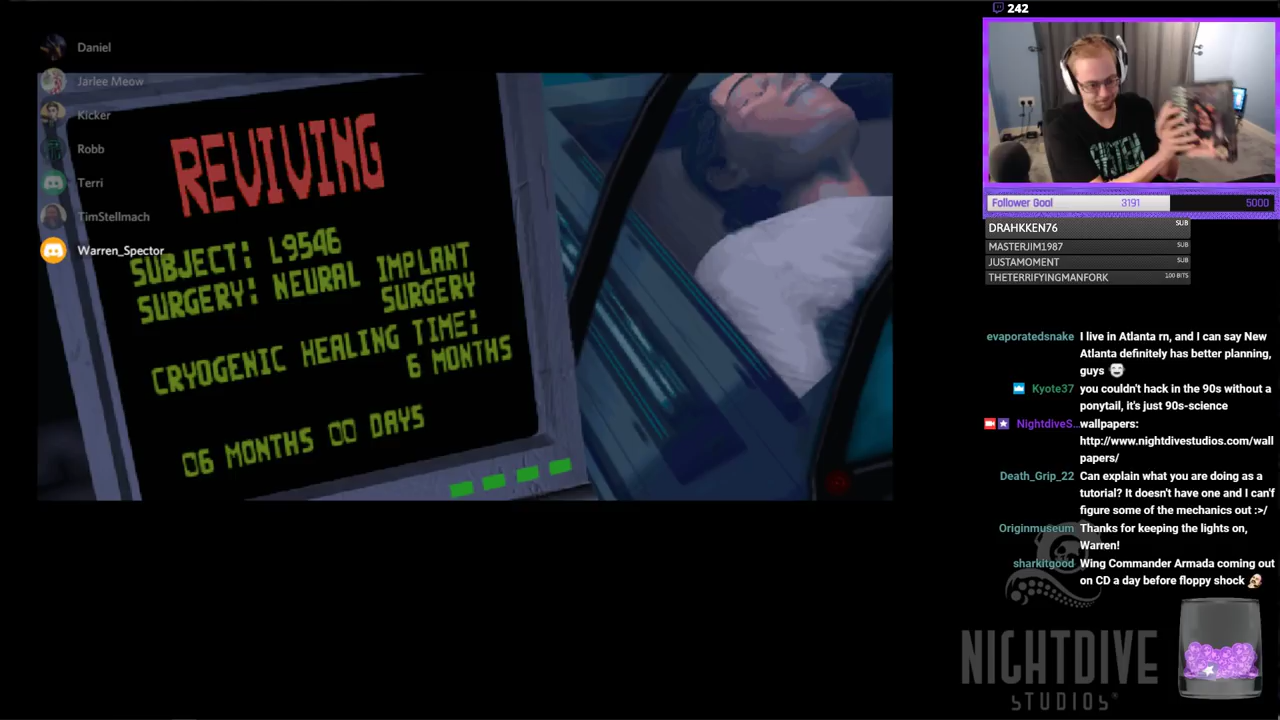 242
Daniel
Jarlee Meow
Kicker
Robb
Terri
TimStellmach
Warren_Spector
REVIVING
SUBJECT: L9546
SURGERY: NEURAL IMPLANT
SURGERY
CRYOGENIC HEALING TIME:
6 MONTHS
06 MONTHS 00 DAYS
SYSTEM
Follower Goal 3191 5000
DRAHKKEN76 SUB
MASTERJIM1987 SUB
JUSTAMOMENT SUB
THETERRIFYINGMANFORK 100 BITS
evaporatedsnake I live in Atlanta rn, and I can say New
Atlanta definitely has better planning,
guys
Kyote37 you couldn't hack in the 90s without a
ponytail, it's just 90s-science
NightdiveS... wallpapers:
http://www.nightdivestudios.com/wall
papers/
Death_Grip_22 Can explain what you are doing as a
tutorial? It doesn't have one and I can'f
figure some of the mechanics out :>/
Originmuseum Thanks for keeping the lights on,
Warren!
sharkitgood Wing Commander Armada coming out
on CD a day before floppy shock
NIGHTDIVE
STUDIOS®